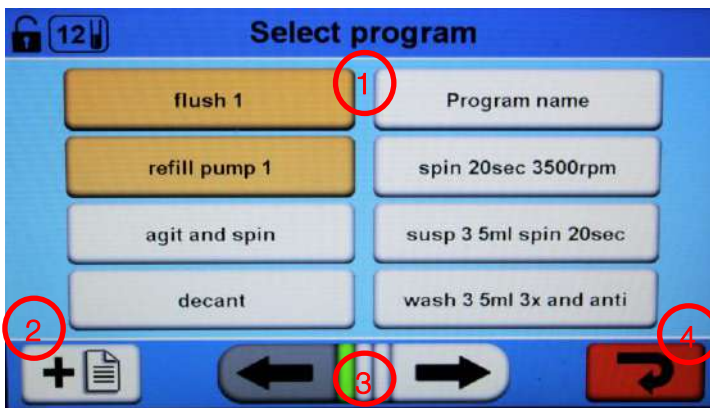 12
Select program
1
flush 1
Program name
refill pump 1
spin 20sec 3500rpm
agit and spin
susp 3 5ml spin 20sec
decant
wash 3 5ml 3x and anti
2
3
4